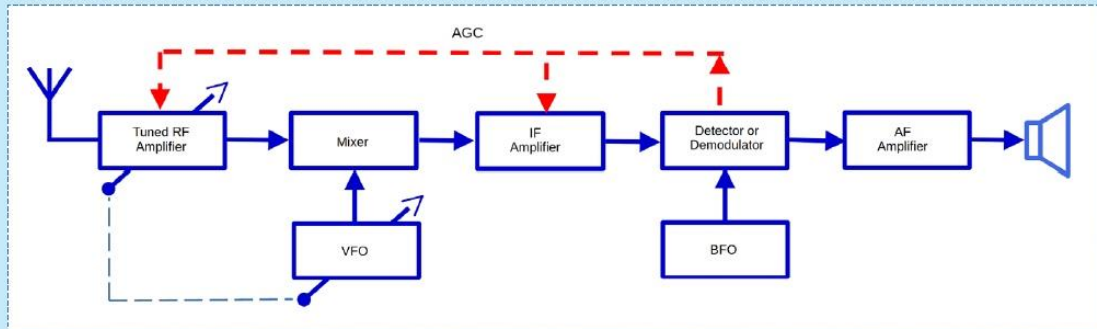 AGC
Tuned RF
Amplifier
Mixer
IF
Amplifier
Detector or
Demodulator
AF
Amplifier
VFO
BFO